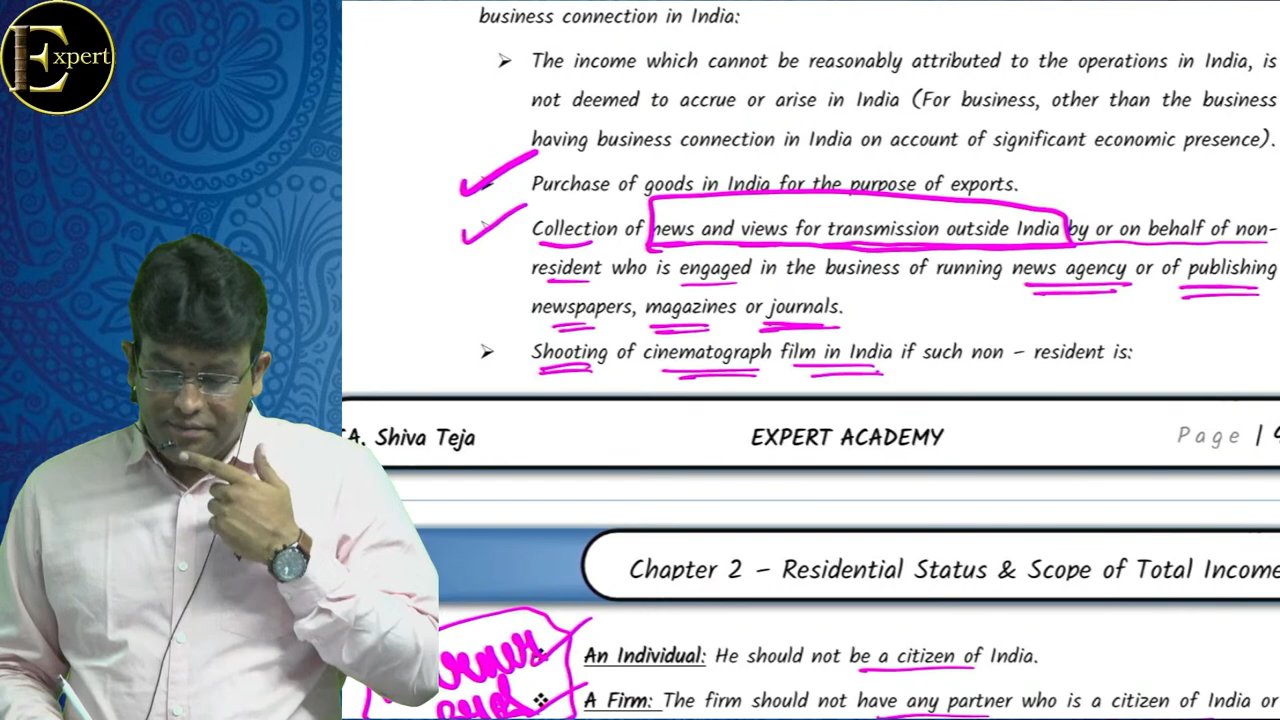 Expert
business connection in India:
➢ The income which cannot be reasonably attributed to the operations in India, is
not deemed to accrue or arise in India (For business, other than the business
having business connection in India on account of significant economic presence).
Purchase of goods in India for the purpose of exports.
Collection of news and views for transmission outside India by or on behalf of non-
resident who is engaged in the business of running news agency or of publishing
newspapers, magazines or journals.
➢ Shooting of cinematograph film in India if such non – resident is:
CA. Shiva Teja EXPERT ACADEMY Page |
Chapter 2 – Residential Status & Scope of Total Income
An Individual: He should not be a citizen of India.
❖ A Firm: The firm should not have any partner who is a citizen of India or